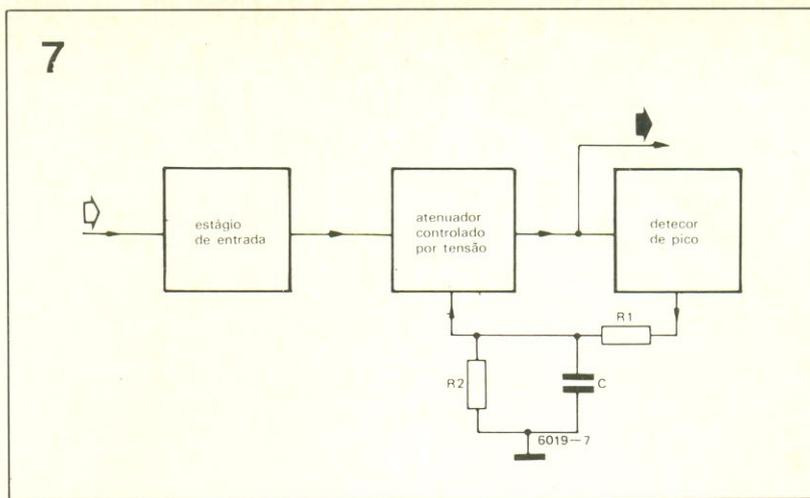 7
estágio
de entrada
atenuador
controlado
por tensão
detecor
de pico
R1
R2
C
6019-7